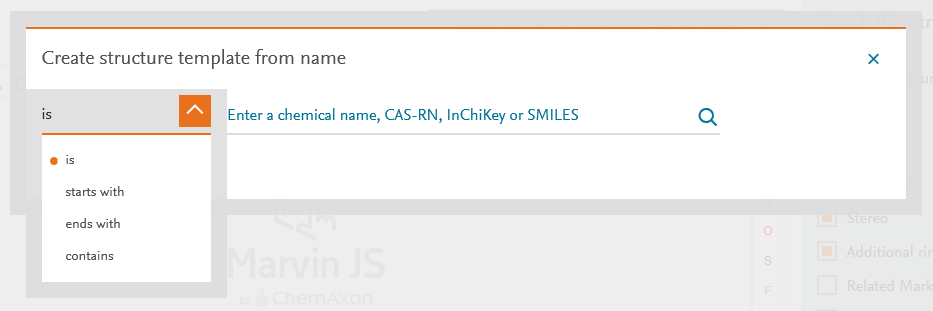 Create structure template from name
is
Enter a chemical name, CAS-RN, InChiKey or SMILES
is
starts with
ends with
contains
Marvin JS
by ChemAxon
O
S
F
Stereo
Additional rin
Related Mark